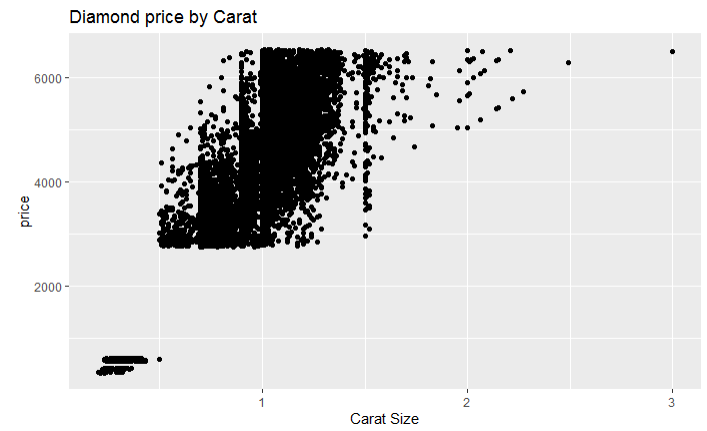 Diamond price by Carat
6000
4000
2000
price
1
2
3
Carat Size